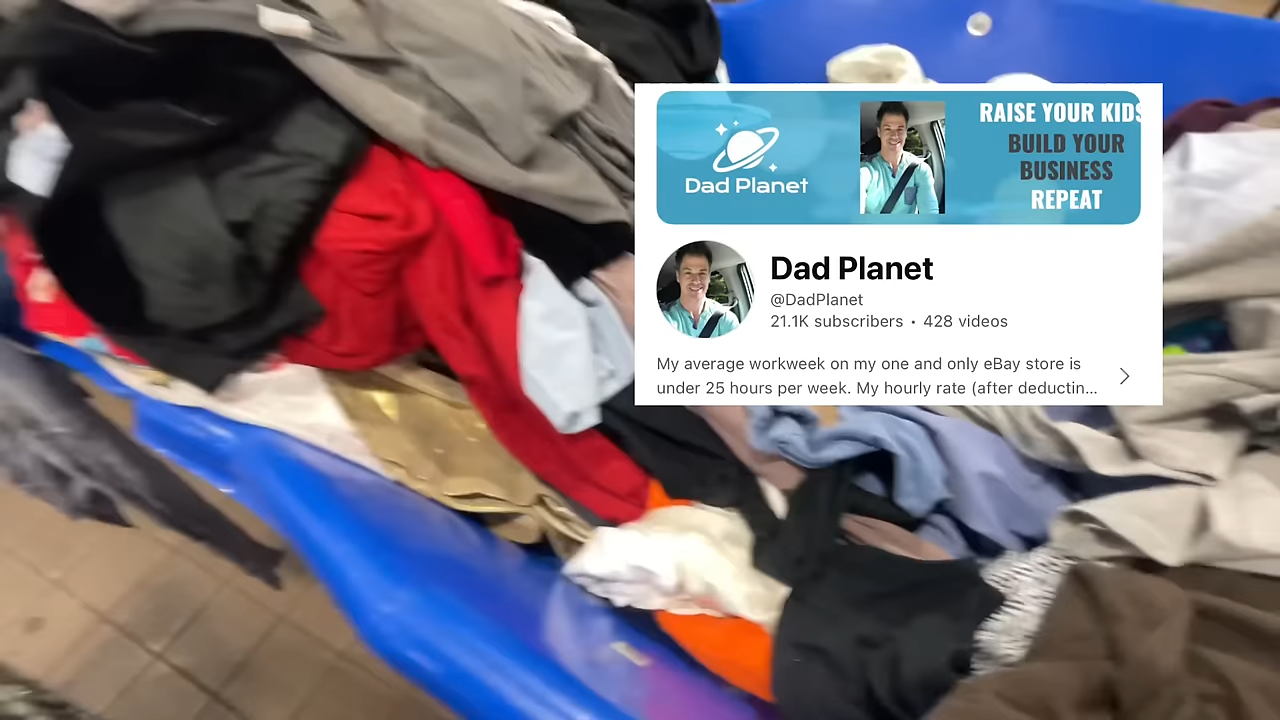 Dad Planet
RAISE YOUR KIDS
BUILD YOUR
BUSINESS
REPEAT
Dad Planet
@DadPlanet
21.1K subscribers • 428 videos
My average workweek on my one and only eBay store is
under 25 hours per week. My hourly rate (after deductin...